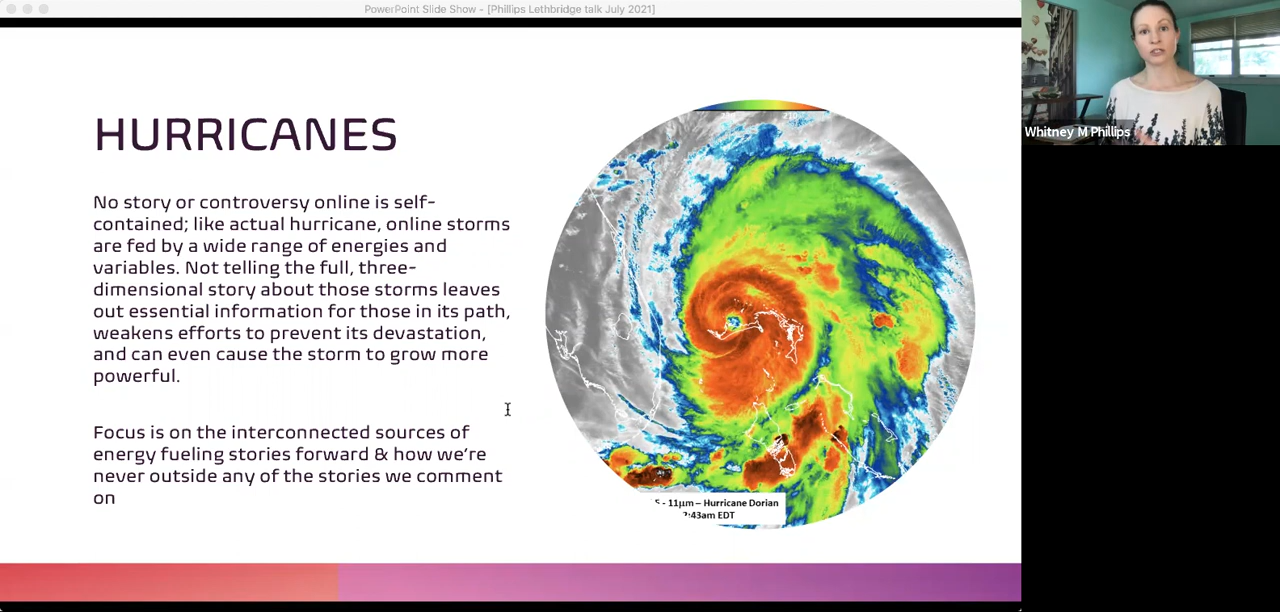 PowerPoint Slide Show - [Phillips Lethbridge talk July 2021]
HURRICANES
No story or controversy online is self-
contained; like actual hurricane, online storms
are fed by a wide range of energies and
variables. Not telling the full, three-
dimensional story about those storms leaves
out essential information for those in its path,
weakens efforts to prevent its devastation,
and can even cause the storm to grow more
powerful.
Focus is on the interconnected sources of
energy fueling stories forward & how we're
never outside any of the stories we comment
on
210
- 11μm – Hurricane Dorian
:43am EDT
Whitney M Phillips